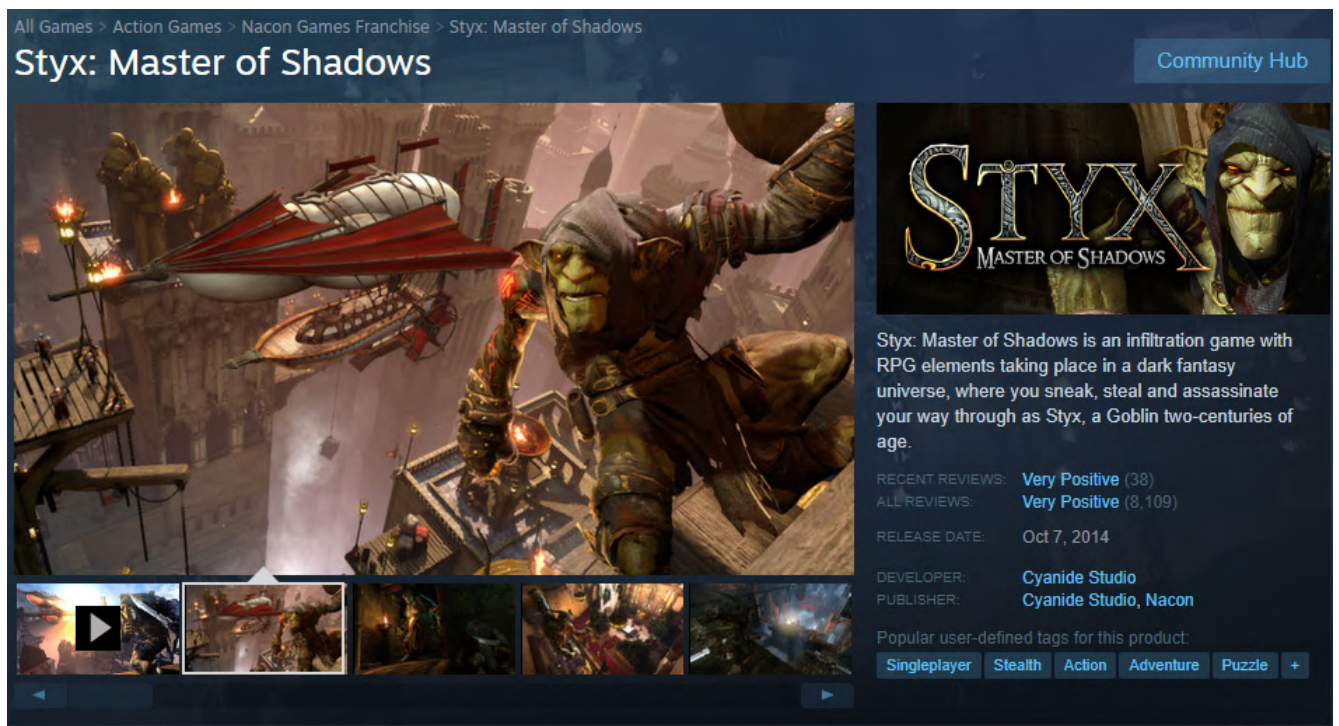 All Games > Action Games > Nacon Games Franchise > Styx: Master of Shadows
Styx: Master of Shadows
Community Hub
STYX
MASTER OF SHADOWS
Styx: Master of Shadows is an infiltration game with
RPG elements taking place in a dark fantasy
universe, where you sneak, steal and assassinate
your way through as Styx, a Goblin two-centuries of
age.
RECENT REVIEWS: Very Positive (38)
ALL REVIEWS: Very Positive (8,109)
RELEASE DATE: Oct 7, 2014
DEVELOPER: Cyanide Studio
PUBLISHER: Cyanide Studio, Nacon
Popular user-defined tags for this product:
Singleplayer Stealth Action Adventure Puzzle +